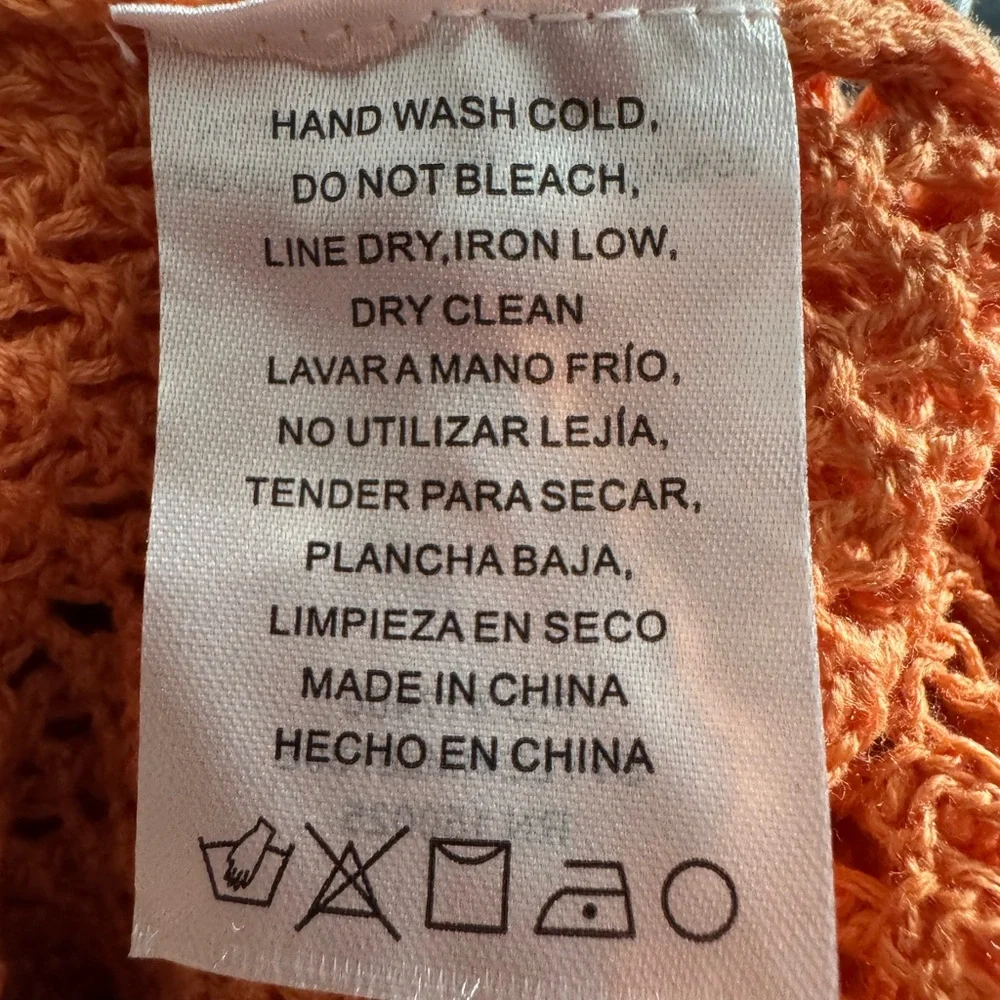 HAND WASH COLD,
DO NOT BLEACH,
LINE DRY,IRON LOW,
DRY CLEAN
LAVAR A MANO FRÍO,
NO UTILIZAR LEJÍA,
TENDER PARA SECAR,
PLANCHA BAJA,
LIMPIEZA EN SECO
MADE IN CHINA
HECHO EN CHINA